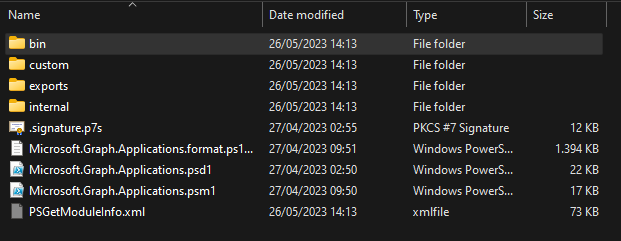 Name Date modified Type Size
bin 26/05/2023 14:13 File folder
custom 26/05/2023 14:13 File folder
exports 26/05/2023 14:13 File folder
internal 26/05/2023 14:13 File folder
.signature.p7s 27/04/2023 02:55 PKCS #7 Signature 12 KB
Microsoft.Graph.Applications.format.ps1... 27/04/2023 09:51 Windows PowerS... 1.394 KB
Microsoft.Graph.Applications.psd1 27/04/2023 02:50 Windows PowerS... 22 KB
Microsoft.Graph.Applications.psm1 27/04/2023 09:50 Windows PowerS... 17 KB
PSGetModuleInfo.xml 26/05/2023 14:13 xmlfile 73 KB